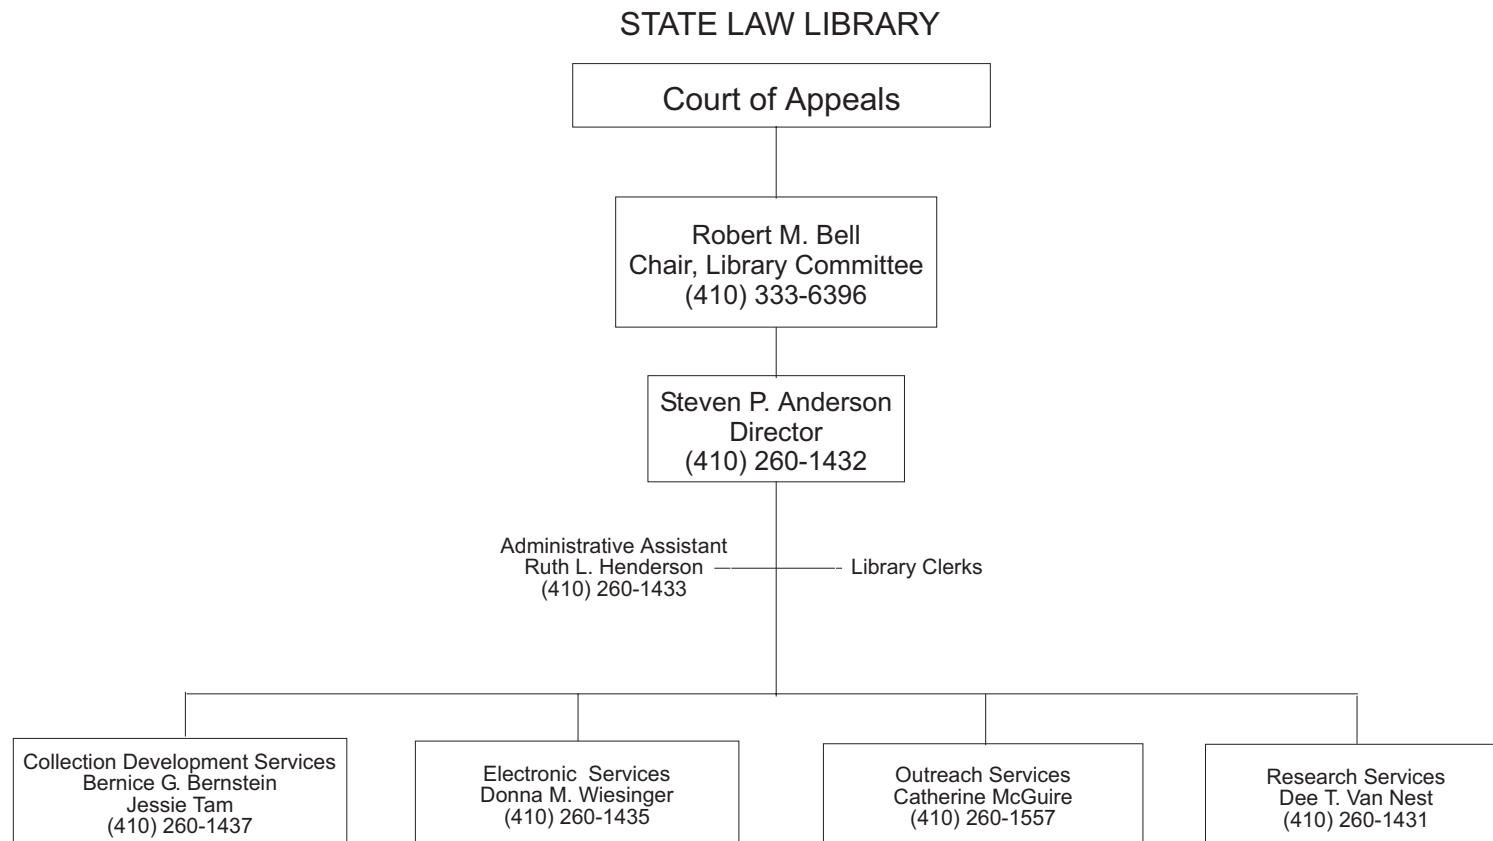 STATE LAW LIBRARY
Court of Appeals
Robert M. Bell
Chair, Library Committee
(410) 333-6396
Steven P. Anderson
Director
(410) 260-1432
Administrative Assistant
Ruth L. Henderson
(410) 260-1433
Library Clerks
Collection Development Services
Bernice G. Bernstein
Jessie Tam
(410) 260-1437
Electronic Services
Donna M. Wiesinger
(410) 260-1435
Outreach Services
Catherine McGuire
(410) 260-1557
Research Services
Dee T. Van Nest
(410) 260-1431